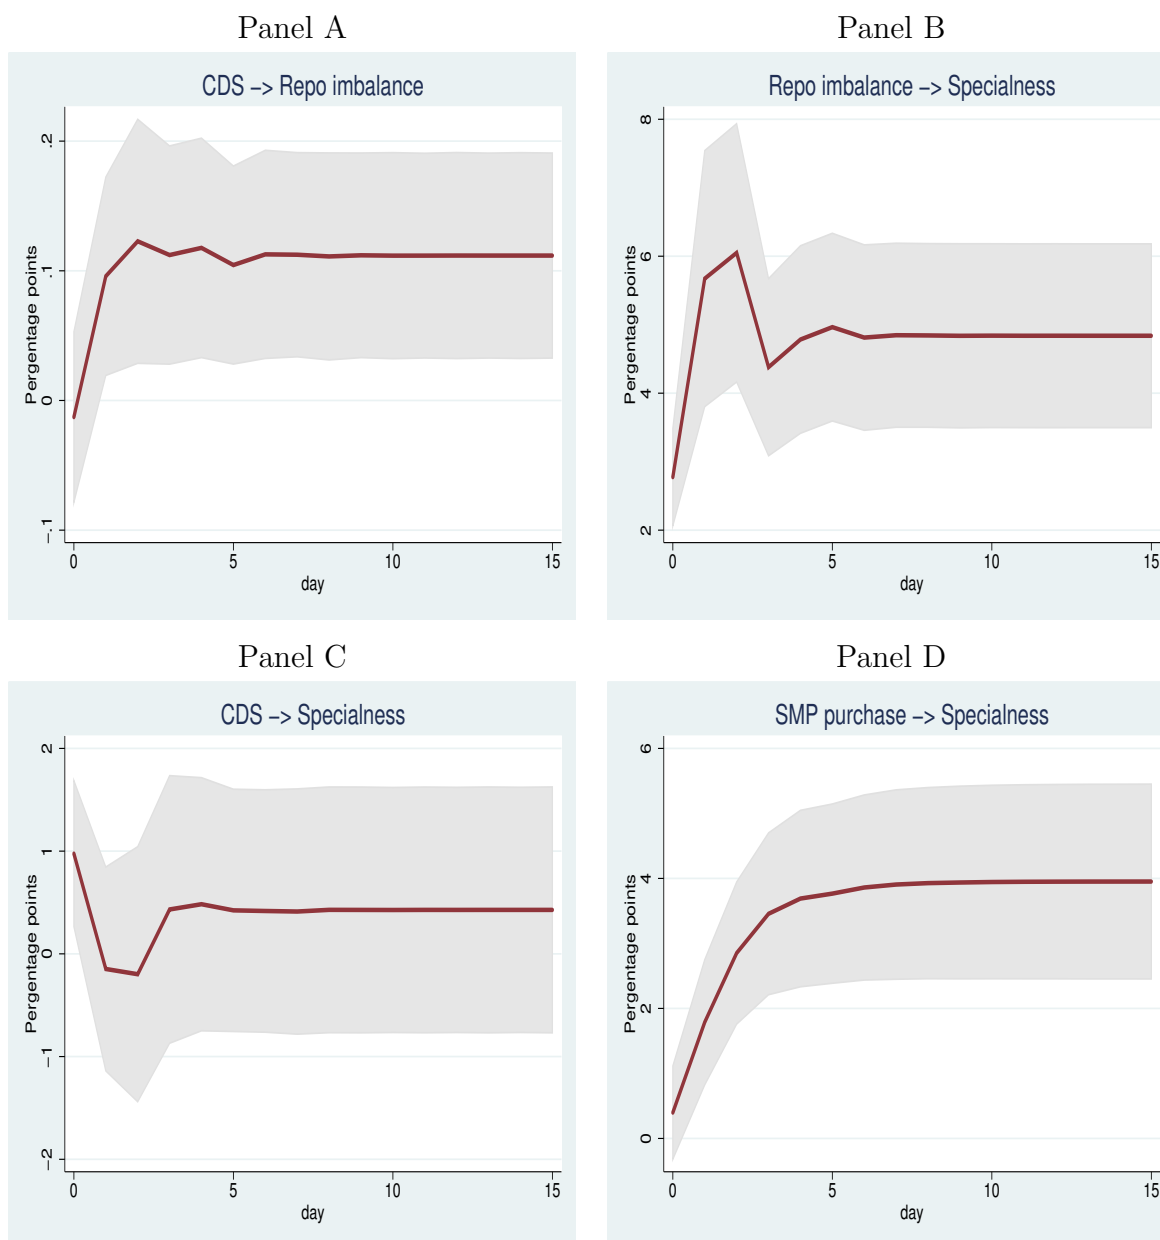 Panel A
CDS −> Repo imbalance
Pergentage points
.2
.1
0
−.1
0 5 10 15
day
Panel B
Repo imbalance −> Specialness
Pergentage points
8
6
4
2
0 5 10 15
day
Panel C
CDS −> Specialness
Pergentage points
2
1
0
−1
−2
0 5 10 15
day
Panel D
SMP purchase −> Specialness
Pergentage points
6
4
2
0
0 5 10 15
day